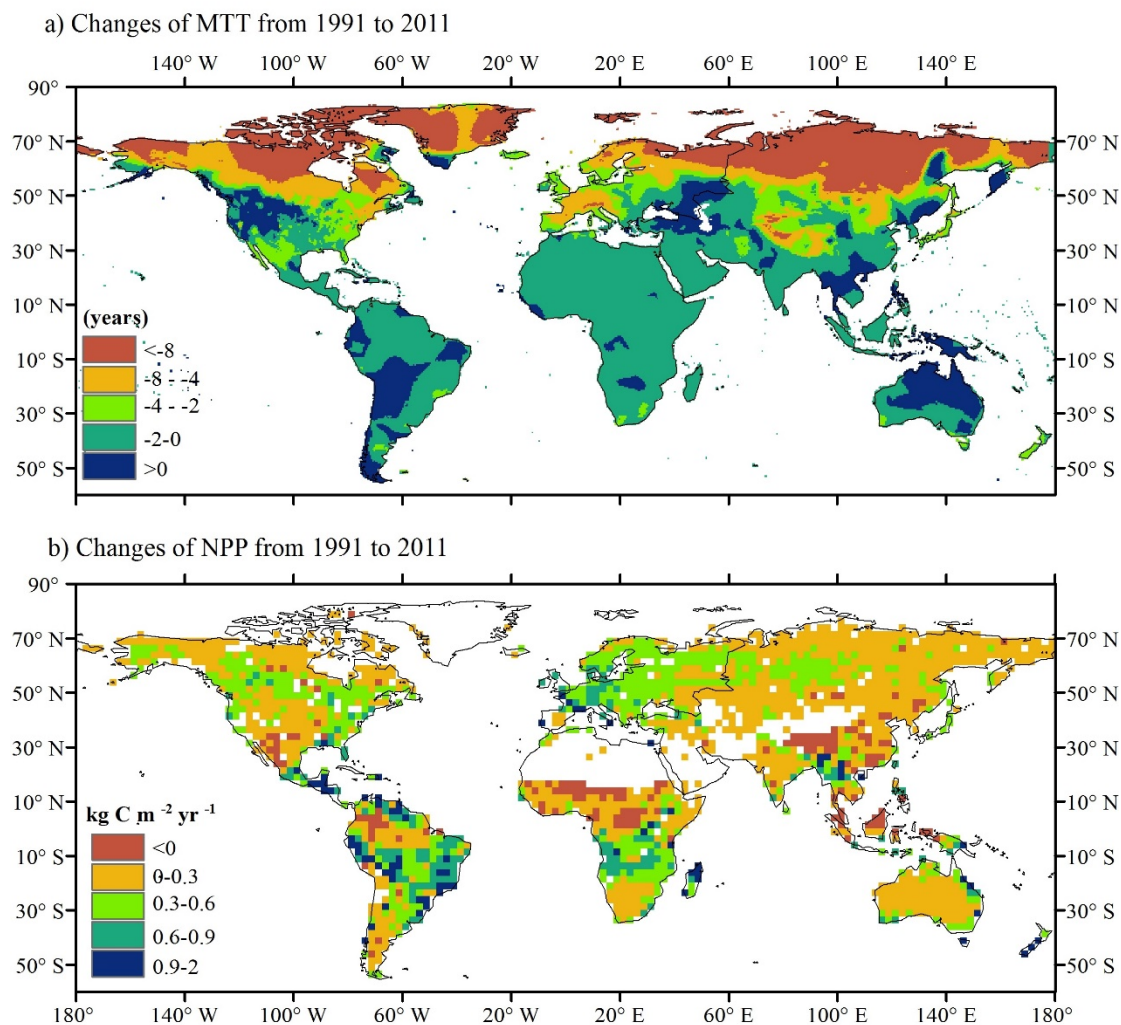 a) Changes of MTT from 1991 to 2011
140° W 100° W 60° W 20° W 20° E 60° E 100° E 140° E
90°
70° N 70° N
50° N 50° N
30° N 30° N
10° N 10° N
10° S 10° S
30° S 30° S
50° S 50° S
(years)
<-8
-8 - -4
-4 - -2
-2-0
>0
b) Changes of NPP from 1991 to 2011
90°
70° N 70° N
50° N 50° N
30° N 30° N
10° N 10° N
10° S 10° S
30° S 30° S
50° S 50° S
kg C m -2 yr -1
<0
0-0.3
0.3-0.6
0.6-0.9
0.9-2
180° 140° W 100° W 60° W 20° W 20° E 60° E 100° E 140° E 180°